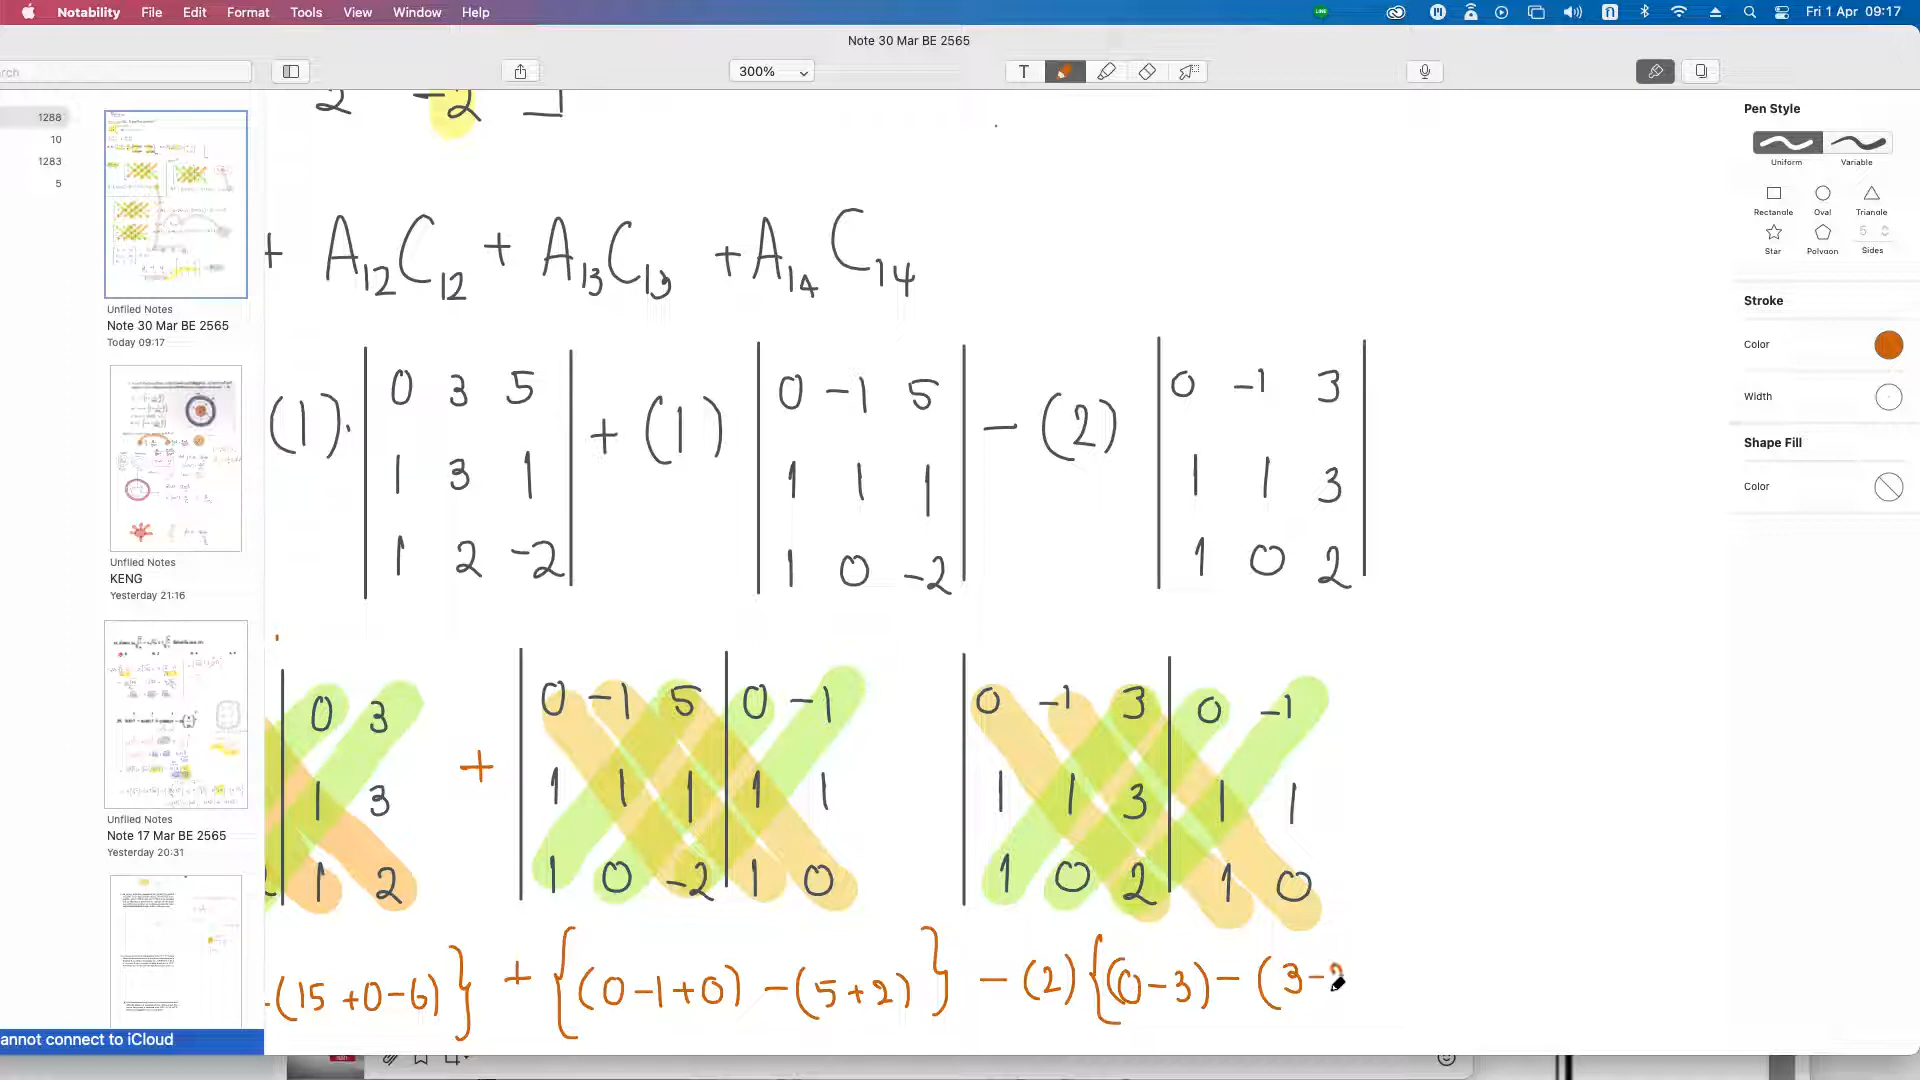 Notability File Edit Format Tools View Window Help Fri 1 Apr 09:17
Note 30 Mar BE 2565
rch
300%
T
1288
10
1283
5
Unfiled Notes
Note 30 Mar BE 2565
Today 09:17
Unfiled Notes
KENG
Yesterday 21:16
Unfiled Notes
Note 17 Mar BE 2565
Yesterday 20:31
annot connect to iCloud
2 -2 1
+ A12C12 + A13C13 + A14 C14
(1)· | 0 3 5 | + (1) | 0 -1 5 | - (2) | 0 -1 3 |
| 1 3 1 | | 1 1 1 | | 1 1 3 |
| 1 2 -2 | | 1 0 -2 | | 1 0 2 |
| 0 3 + | 0 -1 5 | 0 -1 | 0 -1 3 | 0 -1
| 1 3 | 1 1 1 | 1 1 | 1 1 3 | 1 1
| 1 2 | 1 0 -2 | 1 0 | 1 0 2 | 1 0
-(15 +0-6)} + {(0-1+0) -(5+2)} - (2){(0-3)- (3-
Pen Style
Uniform Variable
Rectangle Oval Triangle
5
Star Polygon Sides
Stroke
Color
Width
Shape Fill
Color